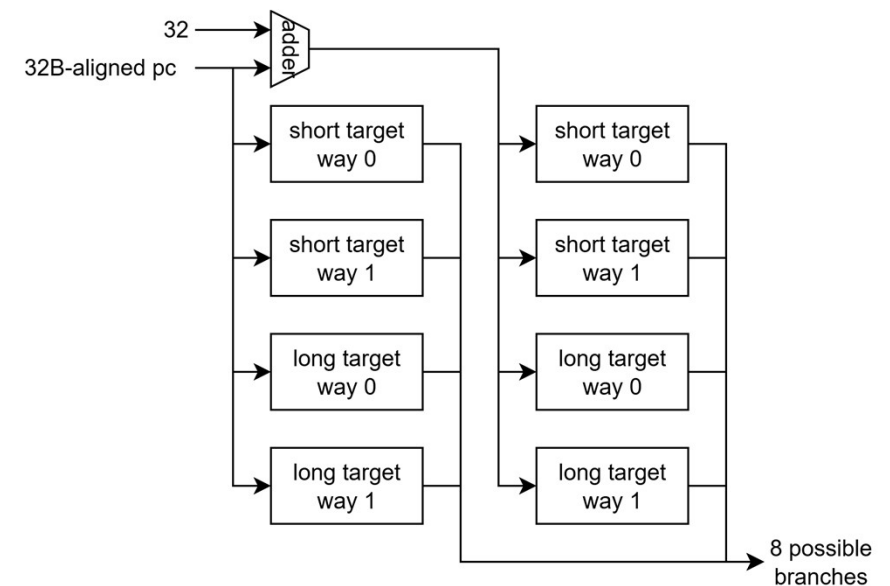 32
adder
32B-aligned pc
short target
way 0
short target
way 0
short target
way 1
short target
way 1
long target
way 0
long target
way 0
long target
way 1
long target
way 1
8 possible
branches